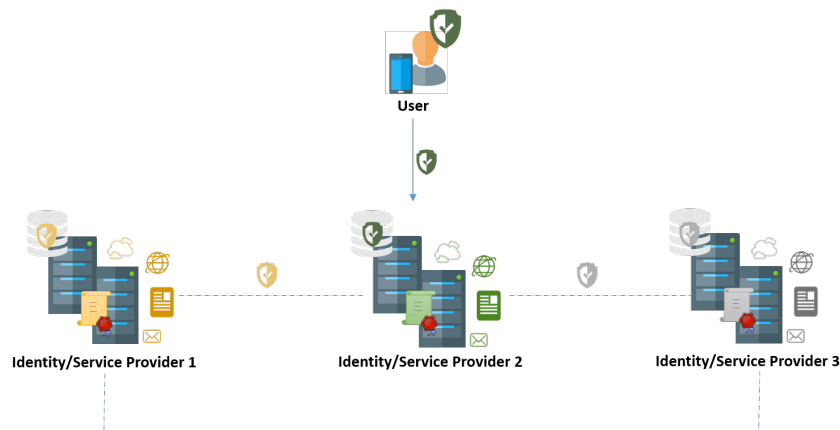 User
Identity/Service Provider 1
Identity/Service Provider 2
Identity/Service Provider 3